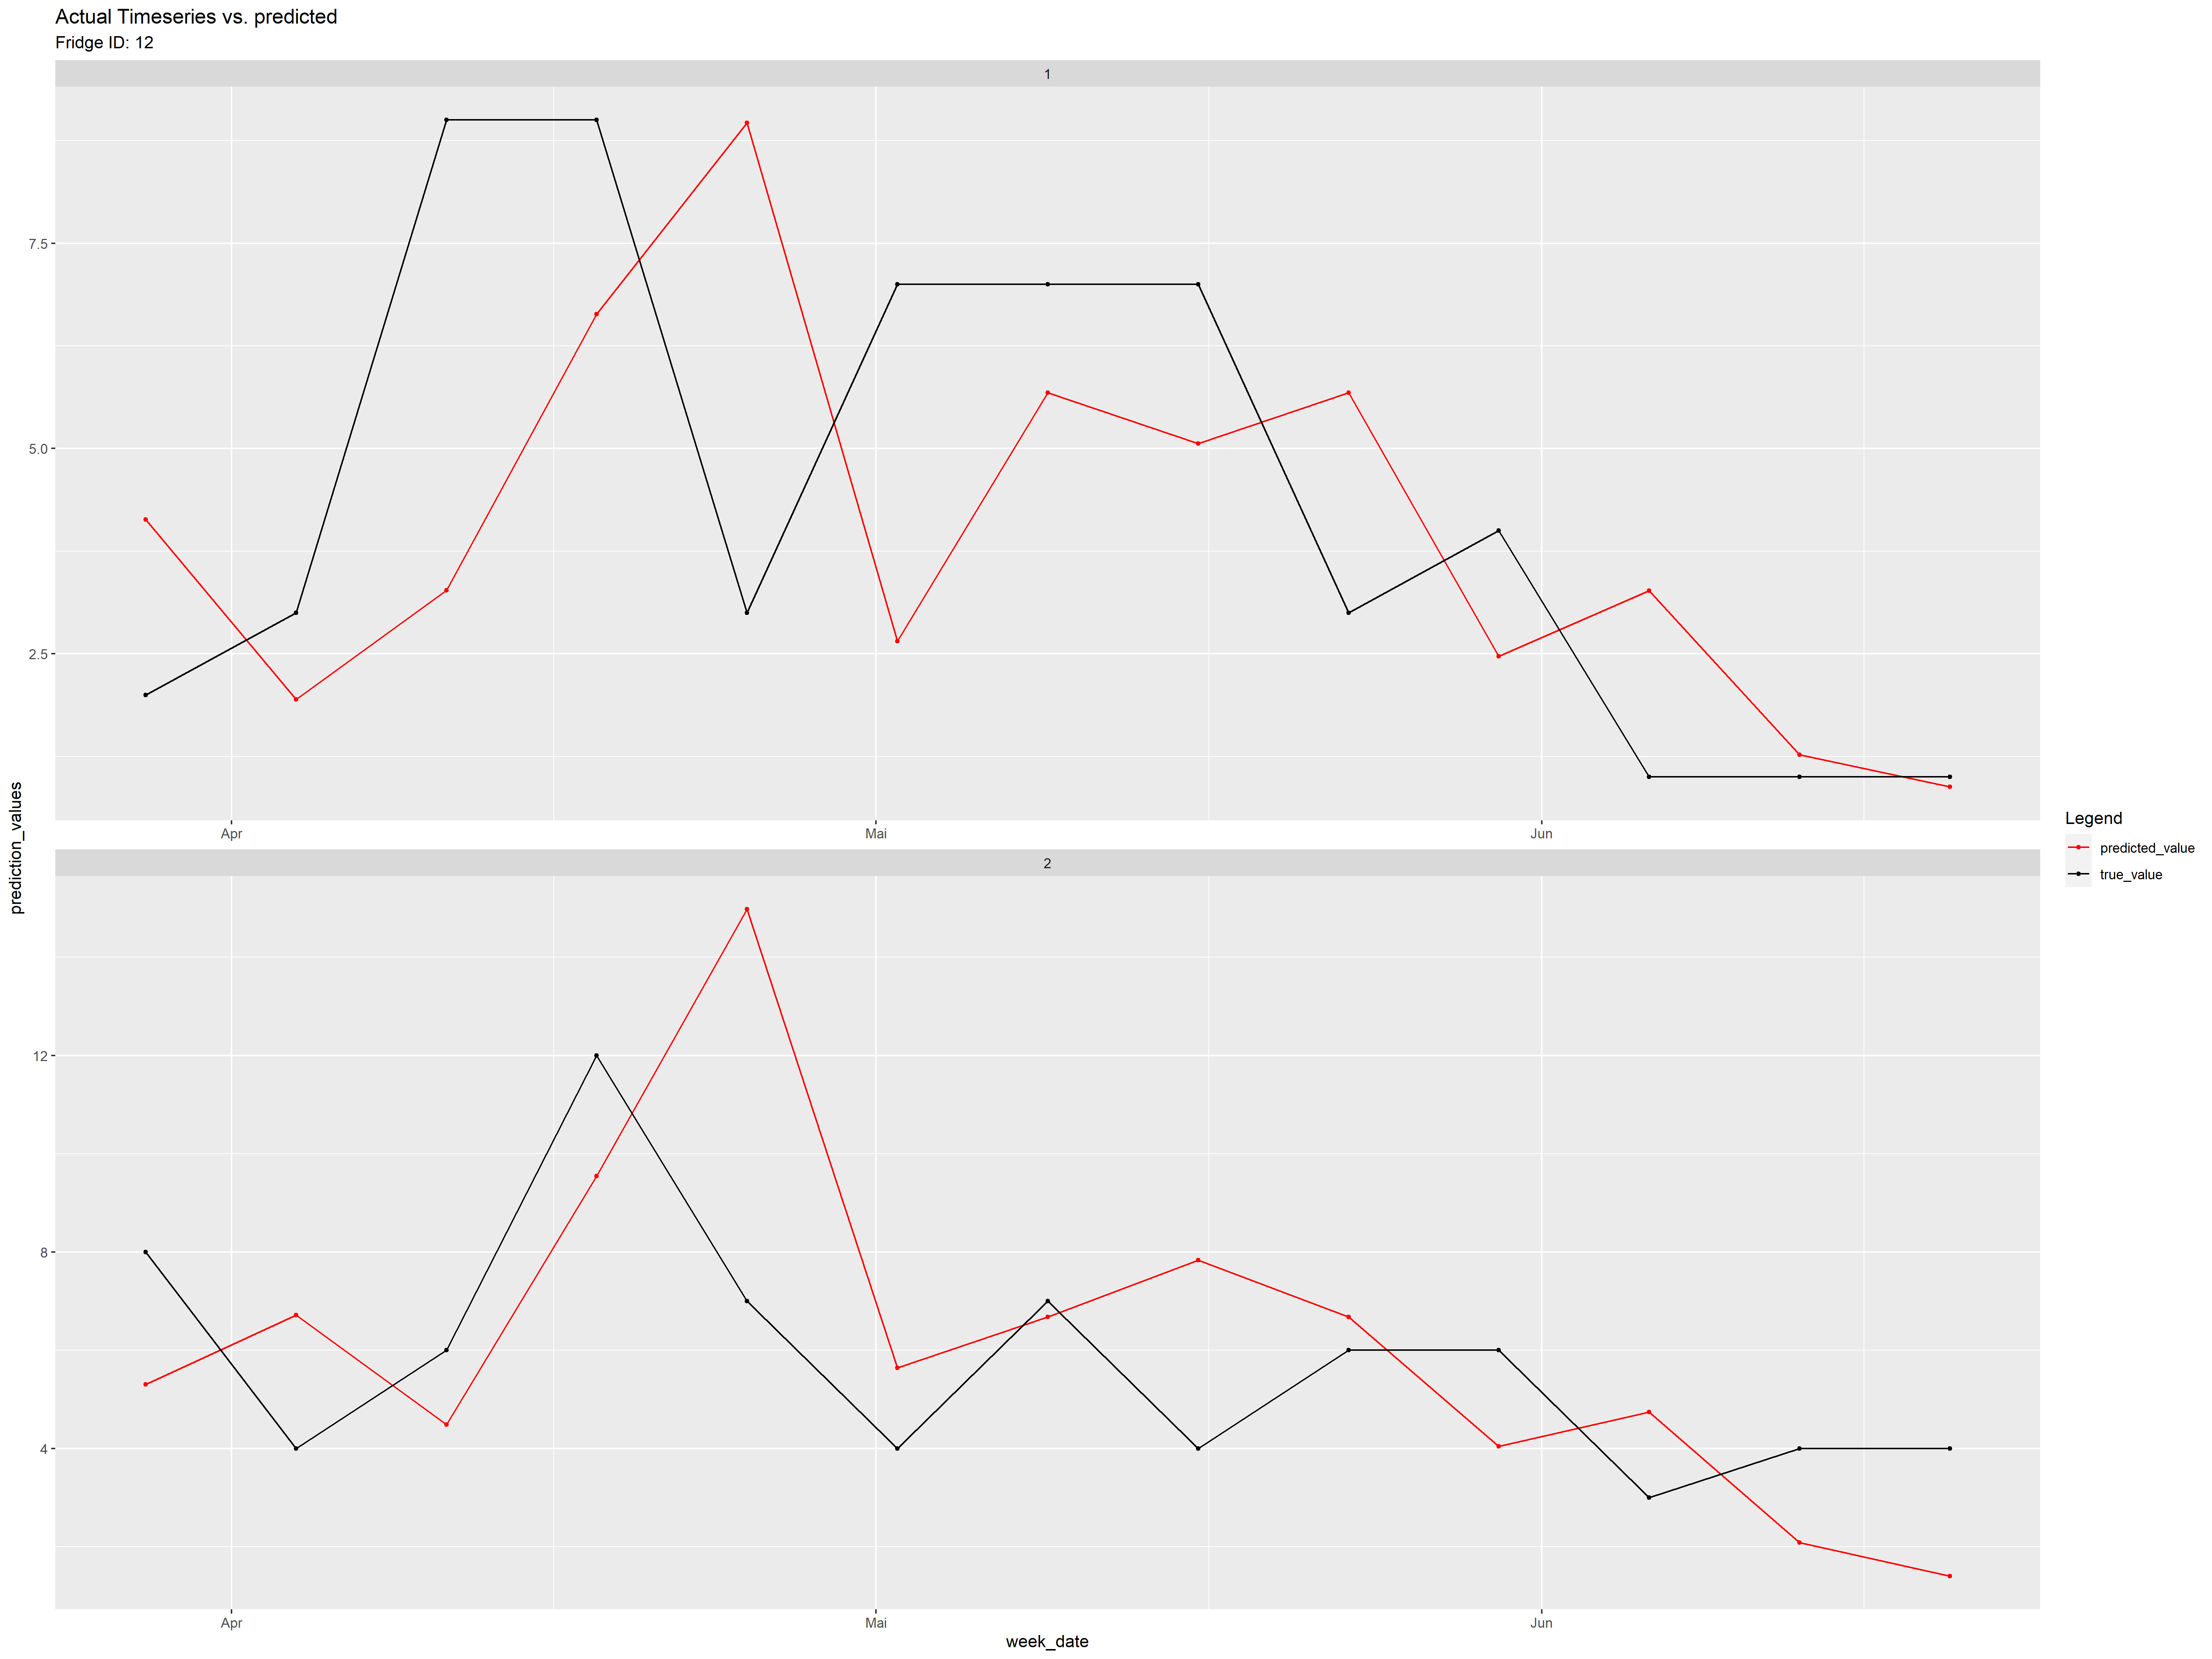 Actual Timeseries vs. predicted
Fridge ID: 12
1
7.5
5.0
2.5
Apr Mai Jun
prediction_values
Legend
predicted_value
true_value
2
12
8
4
Apr Mai Jun
week_date